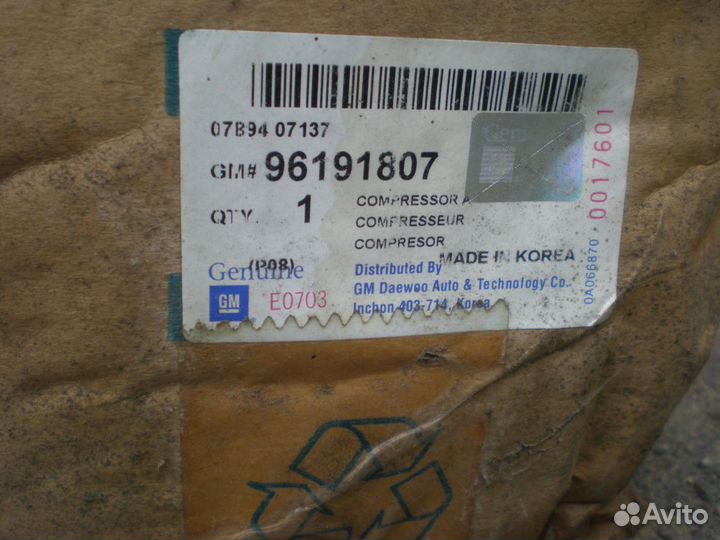 07B94 07137
Genuine
GM# 96191807
QTY. 1
COMPRESSOR A
COMPRESSEUR
COMPRESOR
MADE IN KOREA
(P08)
Genuine
GM
E0703
Distributed By
GM Daewoo Auto & Technology Co.
Inchon 403-714, Korea
0017601
0A066870
Avito